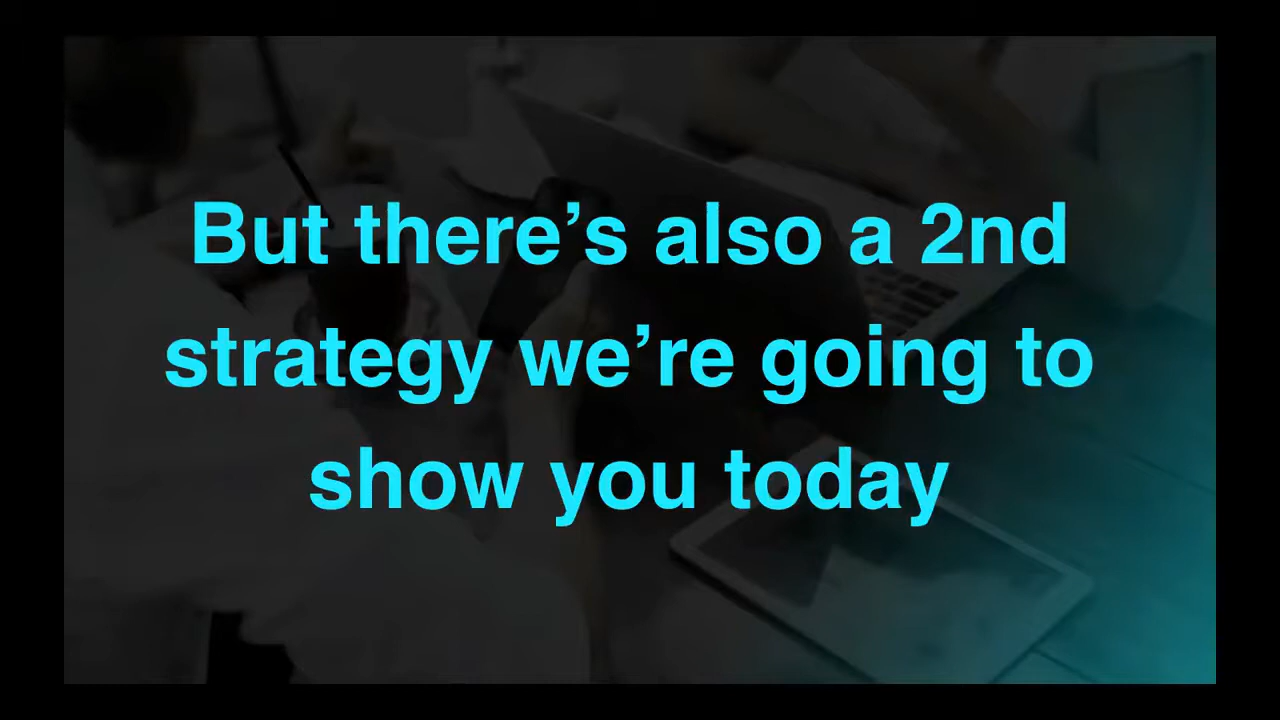 But there’s also a 2nd
strategy we’re going to
show you today